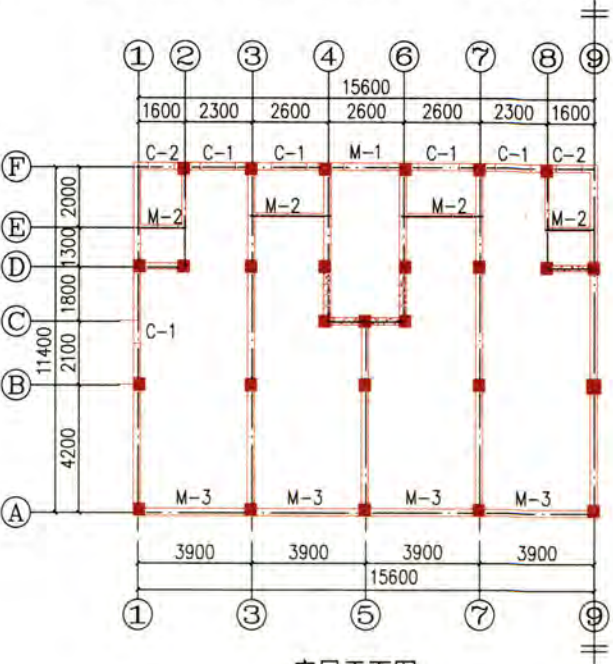 ① ② ③ ④ ⑥ ⑦ ⑧ ⑨
15600
1600 2300 2600 2600 2600 2300 1600
C-2 C-1 C-1 M-1 C-1 C-1 C-2
Ⓕ
2000
M-2 M-2 M-2 M-2
Ⓔ
1300
Ⓓ
1800
Ⓒ
C-1
11400
2100
Ⓑ
4200
M-3 M-3 M-3 M-3
Ⓐ
3900 3900 3900 3900
15600
① ③ ⑤ ⑦ ⑨